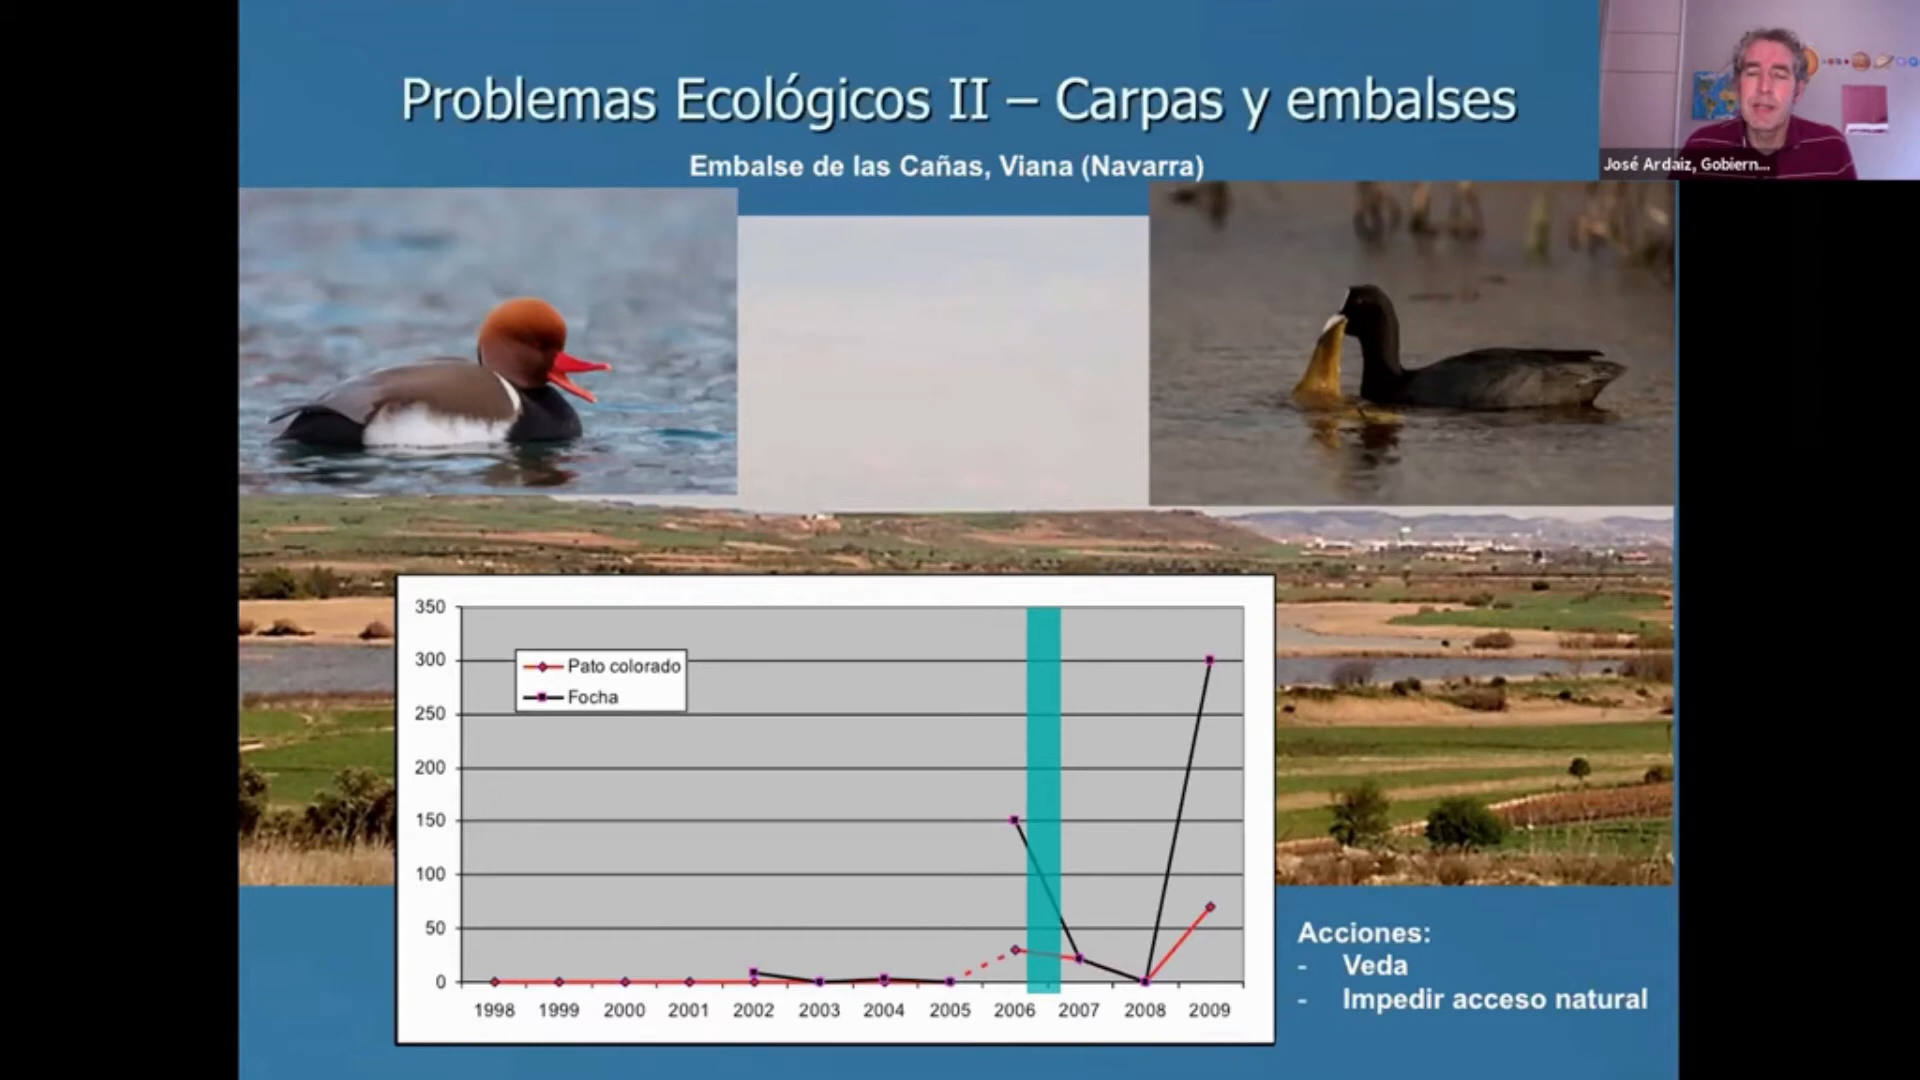 Problemas Ecológicos II – Carpas y embalses
Embalse de las Cañas, Viana (Navarra)
José Ardaiz, Gobiern...
350
300
250
200
150
100
50
0
Pato colorado
Focha
1998 1999 2000 2001 2002 2003 2004 2005 2006 2007 2008 2009
Acciones:
- Veda
- Impedir acceso natural